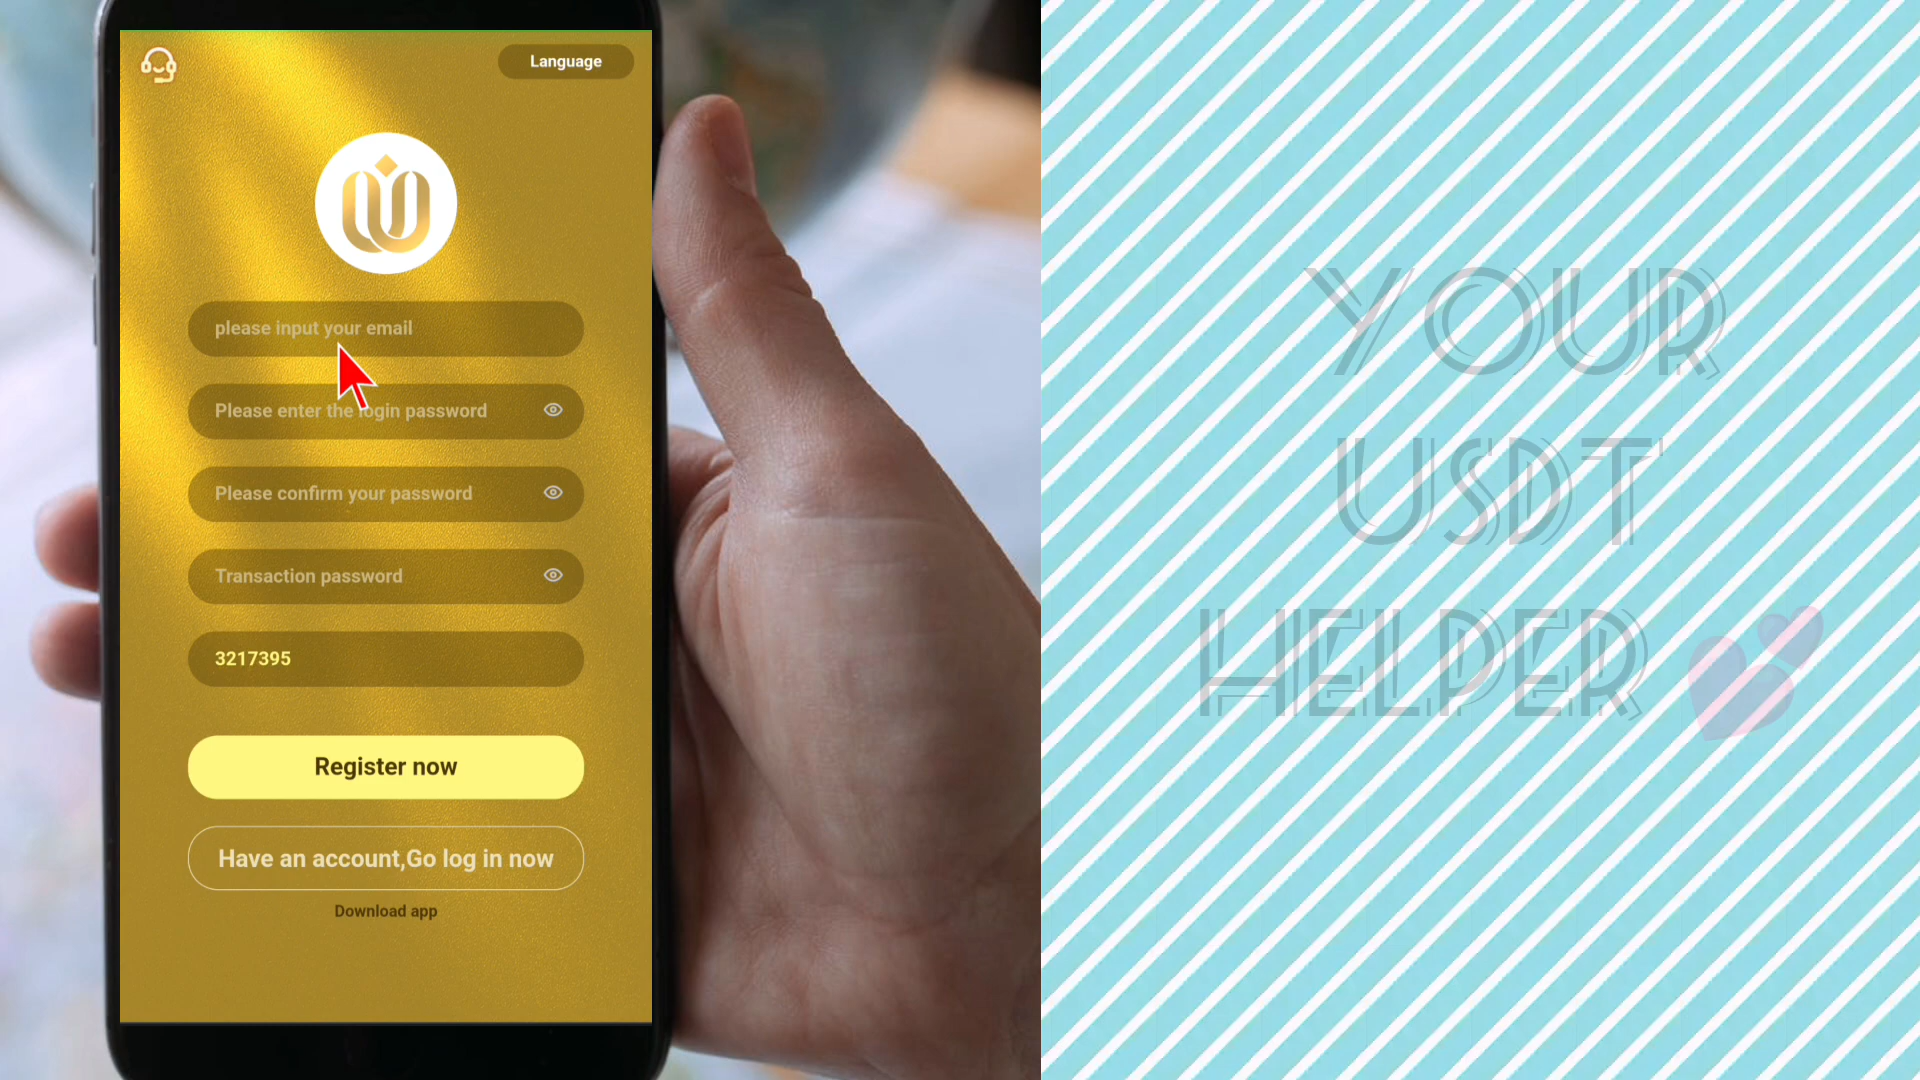 Language
please input your email
Please enter the login password
Please confirm your password
Transaction password
3217395
Register now
Have an account,Go log in now
Download app
YOUR
USDT
HELPER 💕